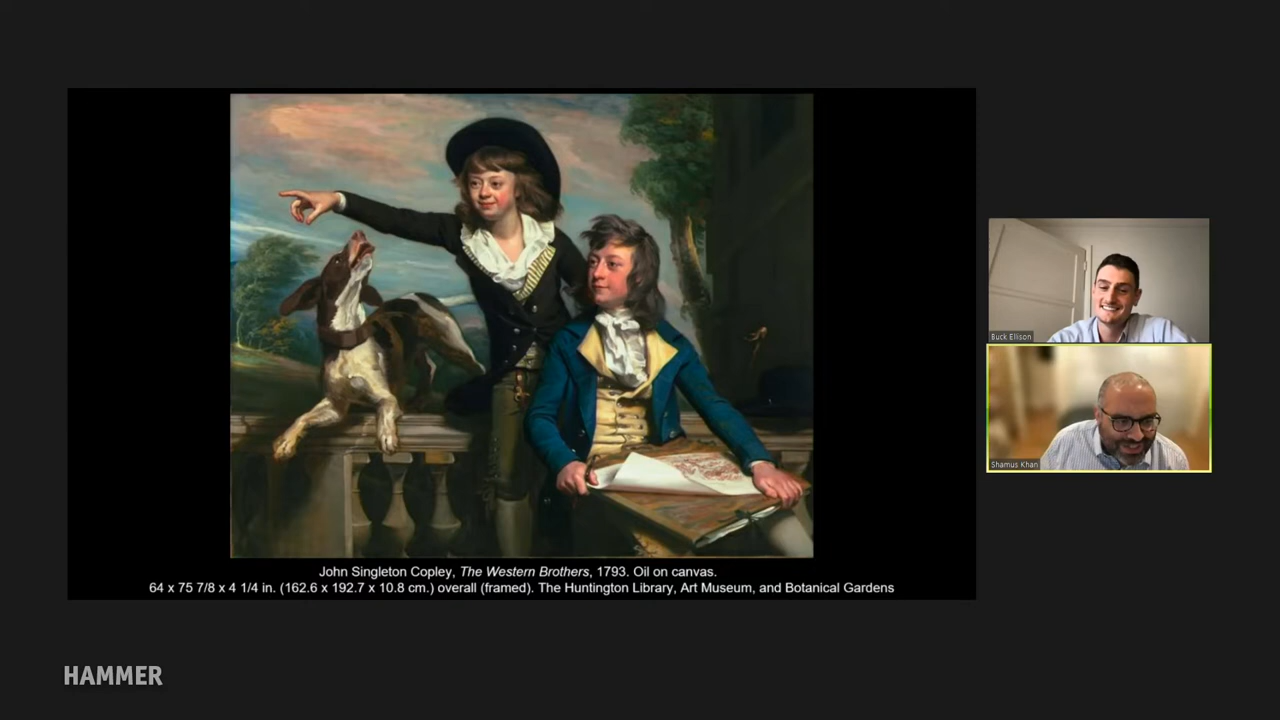 Buck Ellison
Shamus Khan
John Singleton Copley, The Western Brothers, 1793. Oil on canvas.
64 x 75 7/8 x 4 1/4 in. (162.6 x 192.7 x 10.8 cm.) overall (framed). The Huntington Library, Art Museum, and Botanical Gardens
HAMMER